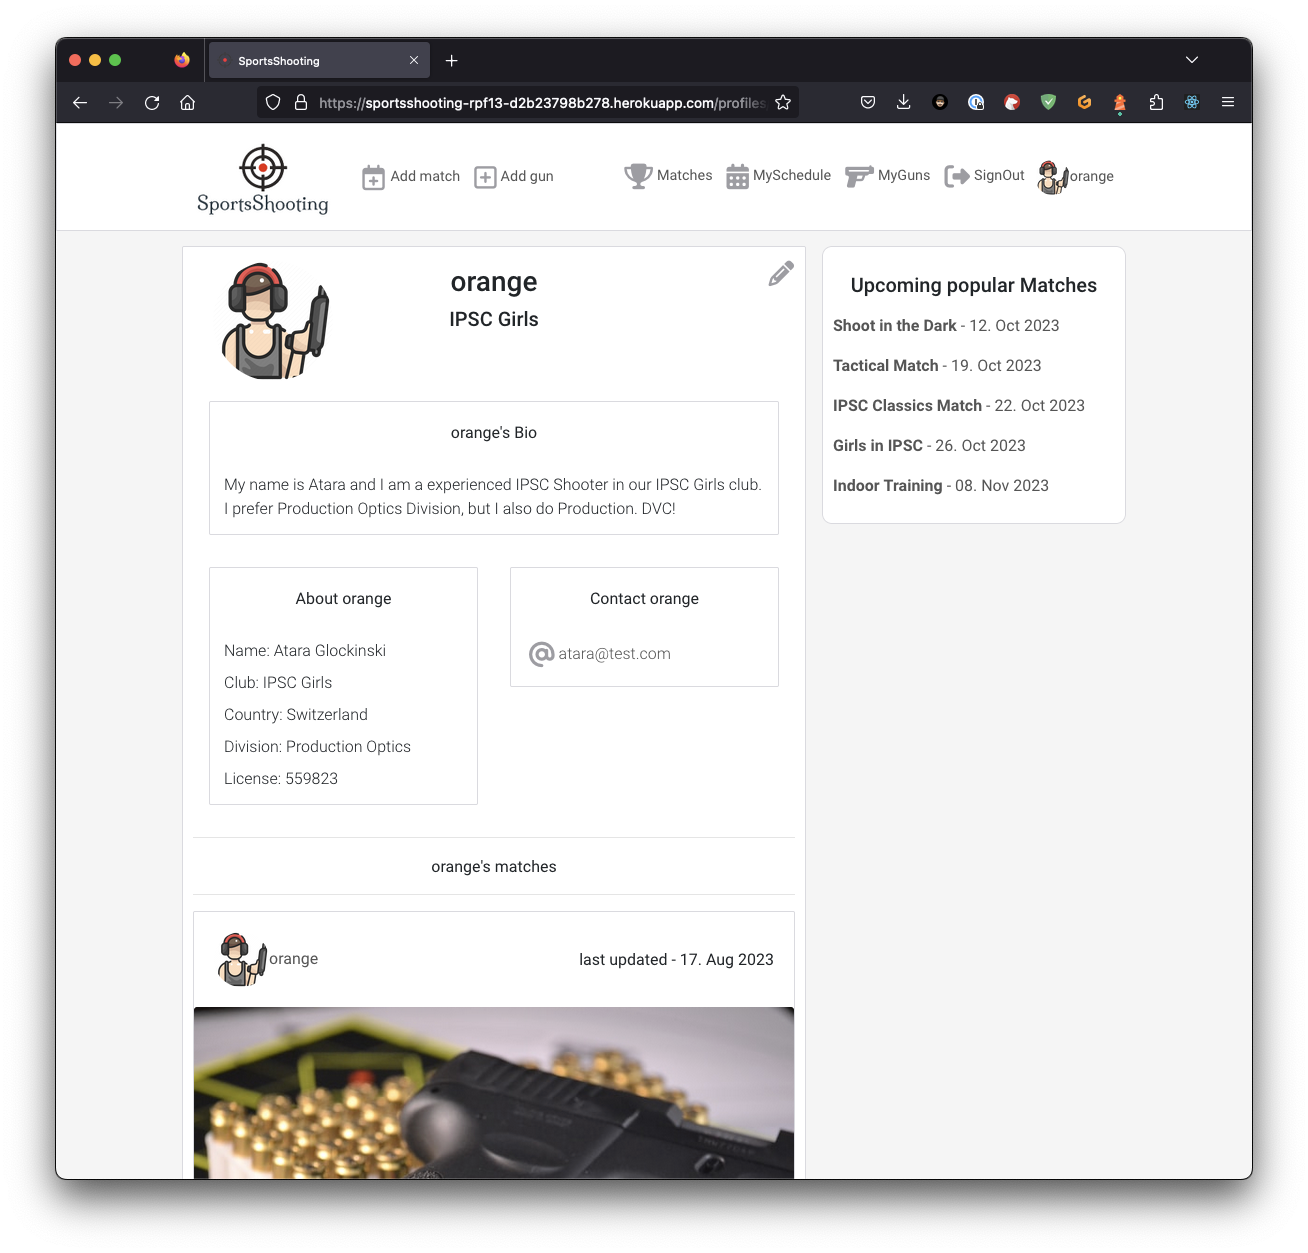 SportsShooting
https://sportsshooting-rpf13-d2b23798b278.herokuapp.com/profiles
SportsShooting
Add match
Add gun
Matches
MySchedule
MyGuns
SignOut
orange
orange
IPSC Girls
orange's Bio
My name is Atara and I am a experienced IPSC Shooter in our IPSC Girls club.
I prefer Production Optics Division, but I also do Production. DVC!
About orange
Name: Atara Glockinski
Club: IPSC Girls
Country: Switzerland
Division: Production Optics
License: 559823
Contact orange
atara@test.com
orange's matches
orange
last updated - 17. Aug 2023
Upcoming popular Matches
Shoot in the Dark - 12. Oct 2023
Tactical Match - 19. Oct 2023
IPSC Classics Match - 22. Oct 2023
Girls in IPSC - 26. Oct 2023
Indoor Training - 08. Nov 2023